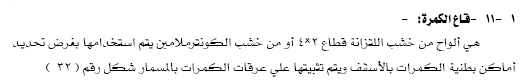 ١ -١١ -قاع الكمرة: -
هي ألواح من خشب اللتزانة قطاع ٢*٤ أو من خشب الكونترملامين يتم استخدامها بغرض تحديد
أماكن بطنية الكمرات بالأسقف ويتم تثبيتها علي عرقات الكمرات بالمسمار شكل رقم ( ٣٢ )